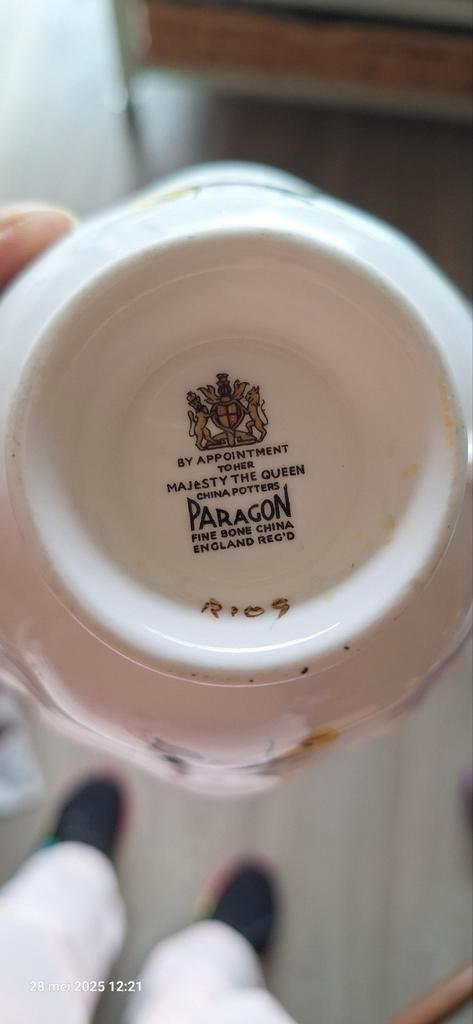 BY APPOINTMENT
TO HER
MAJESTY THE QUEEN
CHINA POTTERS
PARAGON
FINE BONE CHINA
ENGLAND REG'D
R109
28 mei 2025 12:21